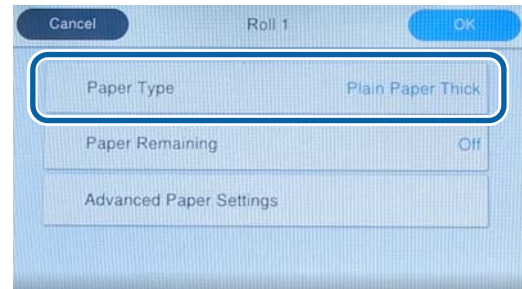 Cancel Roll 1 OK
Paper Type Plain Paper Thick
Paper Remaining Off
Advanced Paper Settings